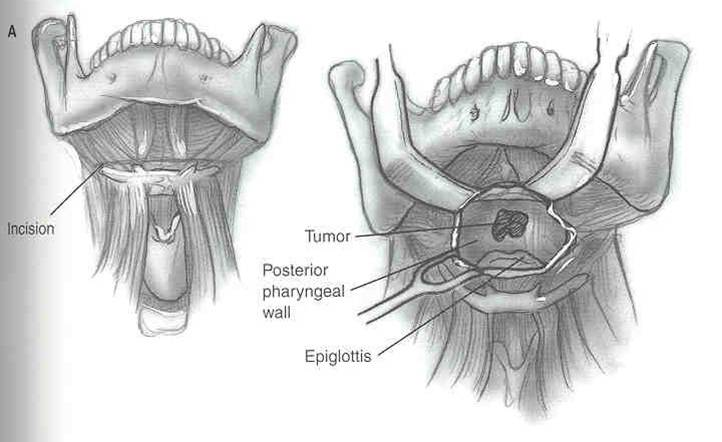 A
Incision
Tumor
Posterior
pharyngeal
wall
Epiglottis